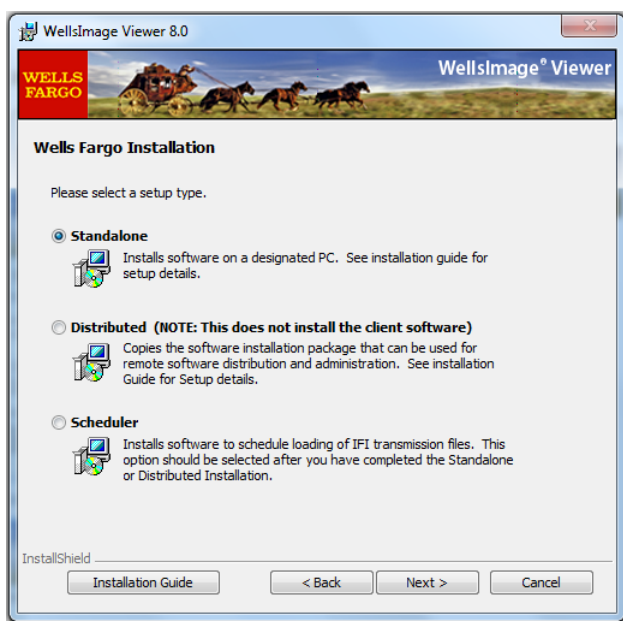 WellsImage Viewer 8.0
WELLS
FARGO
WellsImage® Viewer
Wells Fargo Installation
Please select a setup type.
Standalone
Installs software on a designated PC. See installation guide for
setup details.
Distributed (NOTE: This does not install the client software)
Copies the software installation package that can be used for
remote software distribution and administration. See installation
Guide for Setup details.
Scheduler
Installs software to schedule loading of IFI transmission files. This
option should be selected after you have completed the Standalone
or Distributed Installation.
InstallShield
Installation Guide
< Back
Next >
Cancel